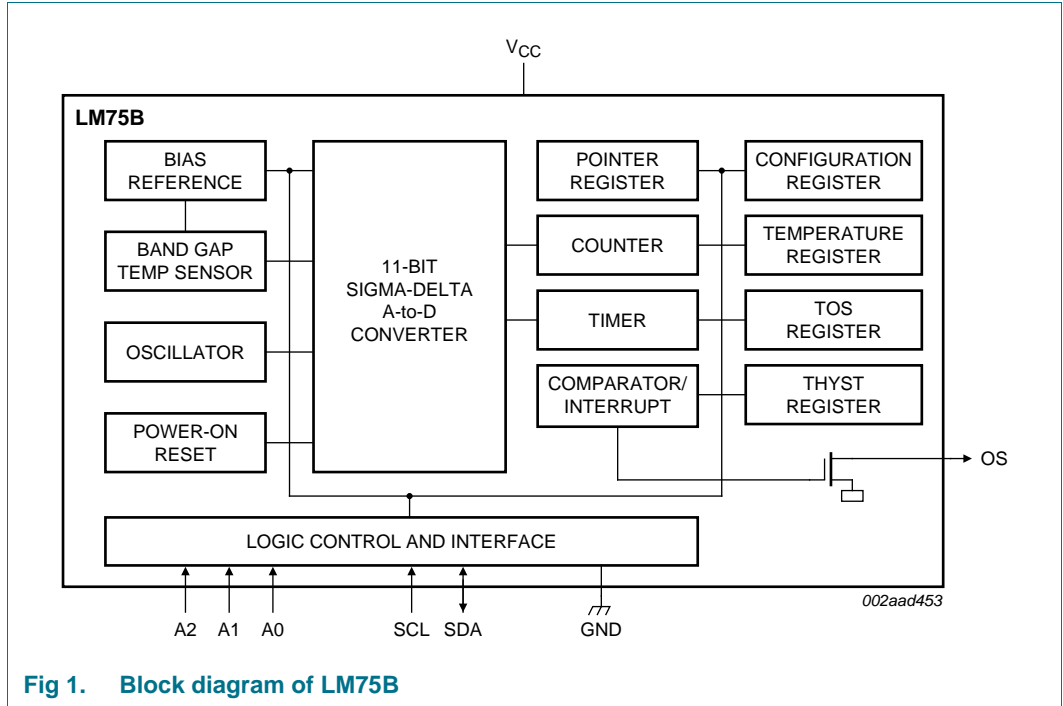 VCC
LM75B
BIAS
REFERENCE
BAND GAP
TEMP SENSOR
OSCILLATOR
POWER-ON
RESET
11-BIT
SIGMA-DELTA
A-to-D
CONVERTER
POINTER
REGISTER
COUNTER
TIMER
COMPARATOR/
INTERRUPT
CONFIGURATION
REGISTER
TEMPERATURE
REGISTER
TOS
REGISTER
THYST
REGISTER
OS
LOGIC CONTROL AND INTERFACE
002aad453
A2 A1 A0 SCL SDA GND
Fig 1. Block diagram of LM75B